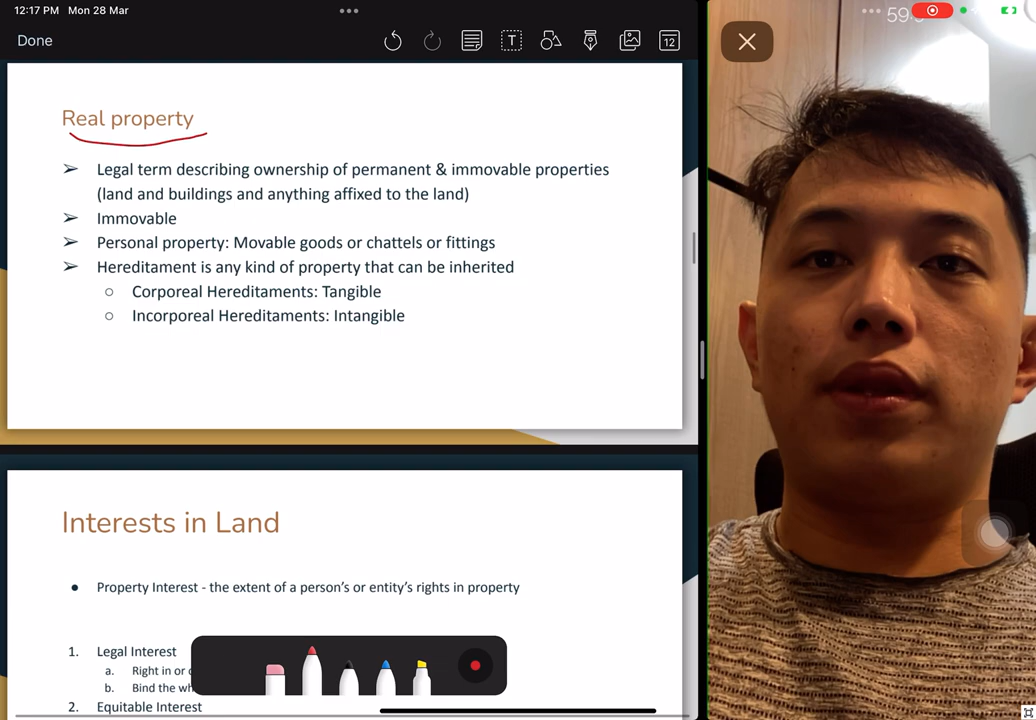 12:17 PM Mon 28 Mar
Done
T
12
Real property
➢ Legal term describing ownership of permanent & immovable properties
(land and buildings and anything affixed to the land)
➢ Immovable
➢ Personal property: Movable goods or chattels or fittings
➢ Hereditament is any kind of property that can be inherited
○ Corporeal Hereditaments: Tangible
○ Incorporeal Hereditaments: Intangible
Interests in Land
● Property Interest - the extent of a person's or entity's rights in property
1. Legal Interest
a. Right in or
b. Bind the
2. Equitable Interest